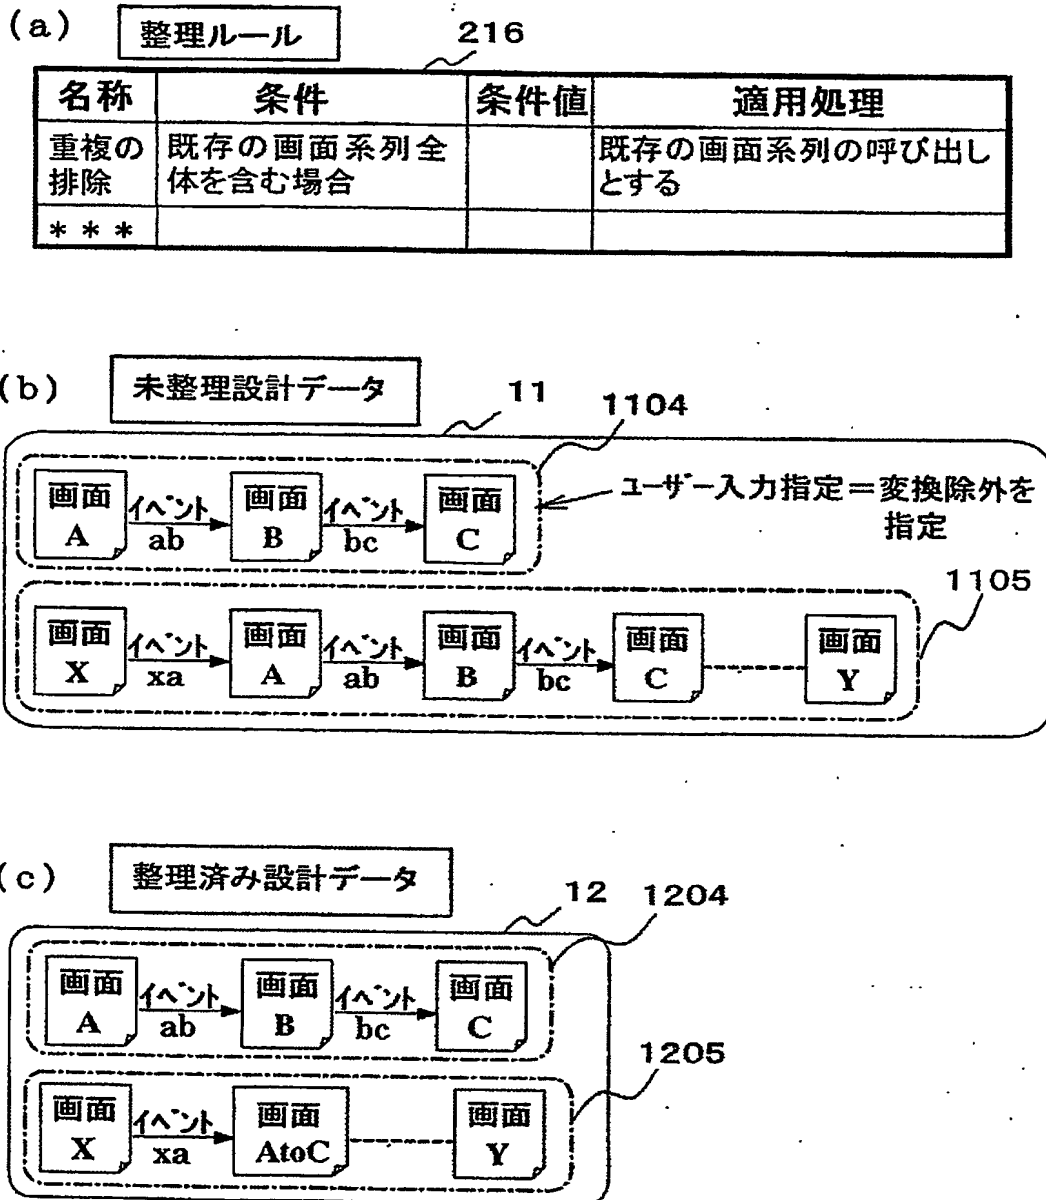 (a)
整理ルール
216
名称 条件 条件値 適用処理
重複の 既存の画面系列全 既存の画面系列の呼び出し
排除 体を含む場合 とする
***
(b)
未整理設計データ
11
1104
画面 イベント 画面 イベント 画面
A ab B bc C
ユーザー入力指定=変換除外を
指定
1105
画面 イベント 画面 イベント 画面 イベント 画面 画面
X xa A ab B bc C Y
(c)
整理済み設計データ
12
1204
画面 イベント 画面 イベント 画面
A ab B bc C
1205
画面 イベント 画面 画面
X xa AtoC Y